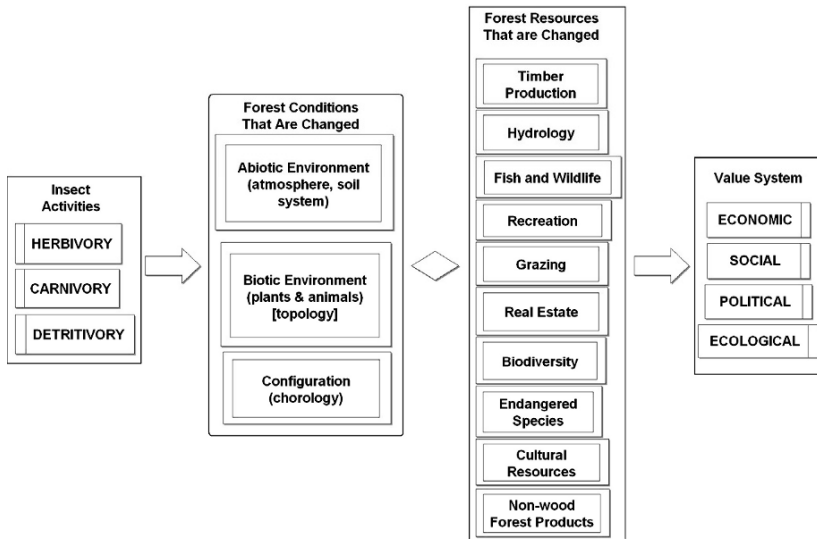 Insect
Activities
HERBIVORY
CARNIVORY
DETRITIVORY
Forest Conditions
That Are Changed
Abiotic Environment
(atmosphere, soil
system)
Biotic Environment
(plants & animals)
[topology]
Configuration
(chorology)
Forest Resources
That are Changed
Timber
Production
Hydrology
Fish and Wildlife
Recreation
Grazing
Real Estate
Biodiversity
Endangered
Species
Cultural
Resources
Non-wood
Forest Products
Value System
ECONOMIC
SOCIAL
POLITICAL
ECOLOGICAL